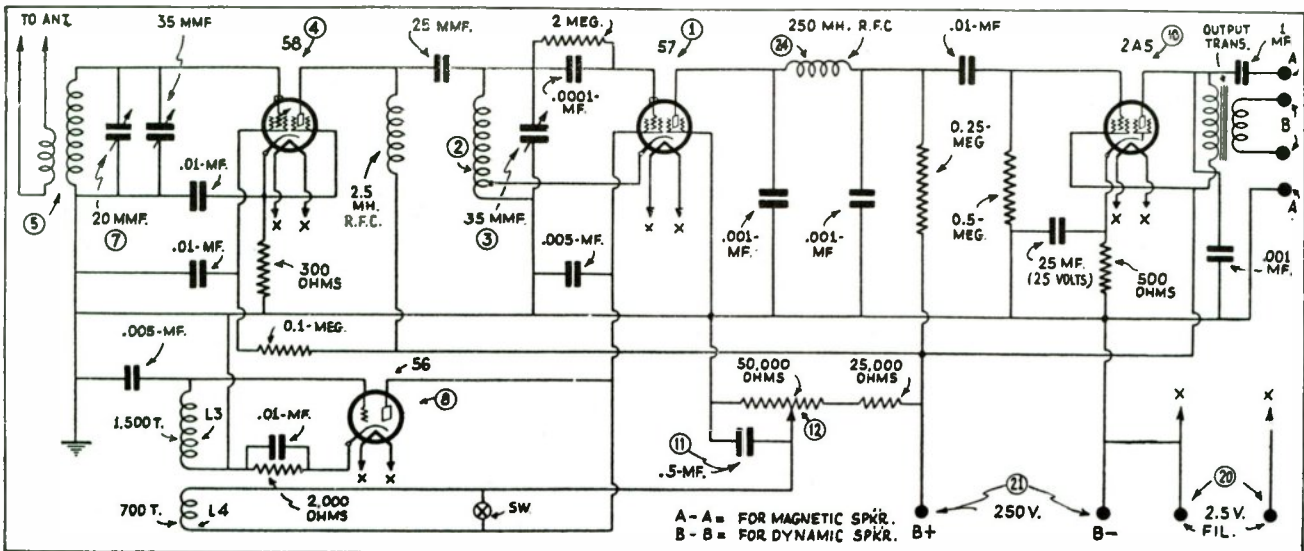 TO ANT.
35 MMF
④
58
25 MMF.
2 MEG.
①
57
250 MH. R.F.C
㉔
.01-MF
2A5
⑩
OUTPUT
TRANS.
1
MF.
A
B
A
.0001-
MF.
②
⑤
20 MMF.
⑦
.01-MF.
X X
2.5
MH.
R.F.C.
35 MMF.
③
X X
.001-
MF.
.001-
MF
0.25-
MEG
0.5-
MEG.
X X
25 MF.
(25 VOLTS)
500
OHMS
.001
MF.
.01-MF.
300
OHMS
.005-MF.
0.1-MEG.
.005-MF.
56
⑧
50,000
OHMS
25,000
OHMS
⑫
1,500 T.
L3
.01-MF.
X X
⑪
.5-MF.
X
X
2,000
OHMS
700 T.
L4
SW.
A-A= FOR MAGNETIC SPKR.
B-B= FOR DYNAMIC SPKR.
B+
㉑
250 V.
B-
⑳
2.5 V.
FIL.